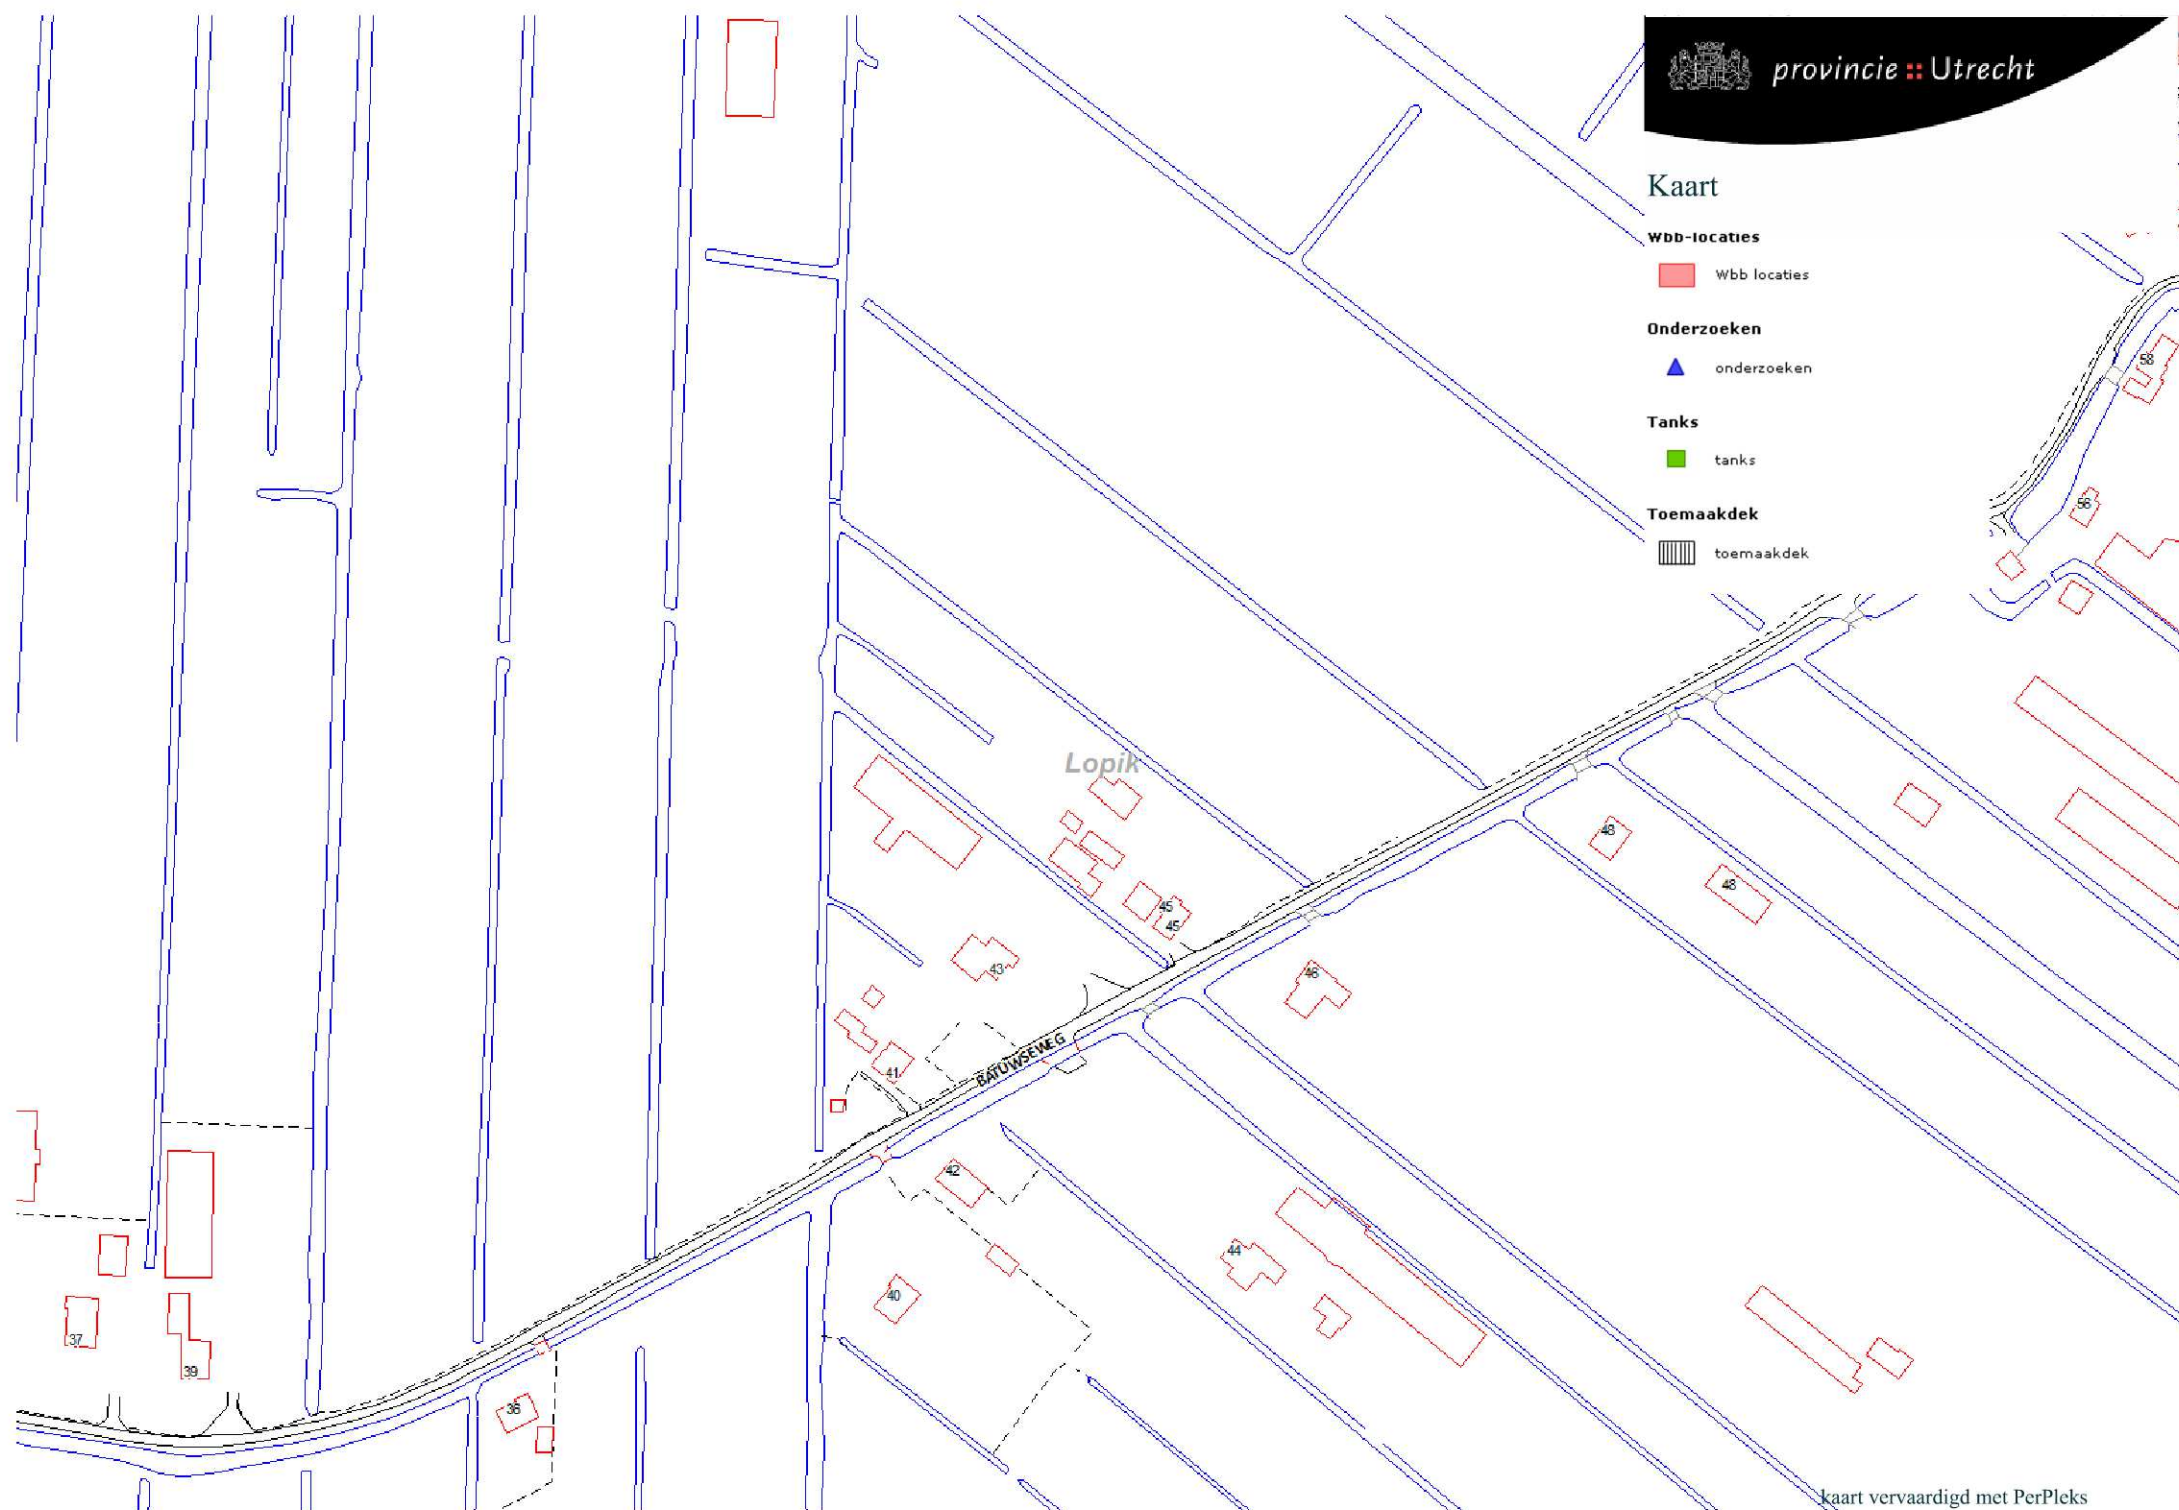 provincie :: Utrecht
Kaart
Wbb-locaties
Wbb locaties
Onderzoeken
onderzoeken
Tanks
tanks
Toemaakdek
toemaakdek
58
56
Lopik
48
48
45
45
43
46
41
BATUWSEWEG
42
44
40
37
39
38
kaart vervaardigd met PerPleks